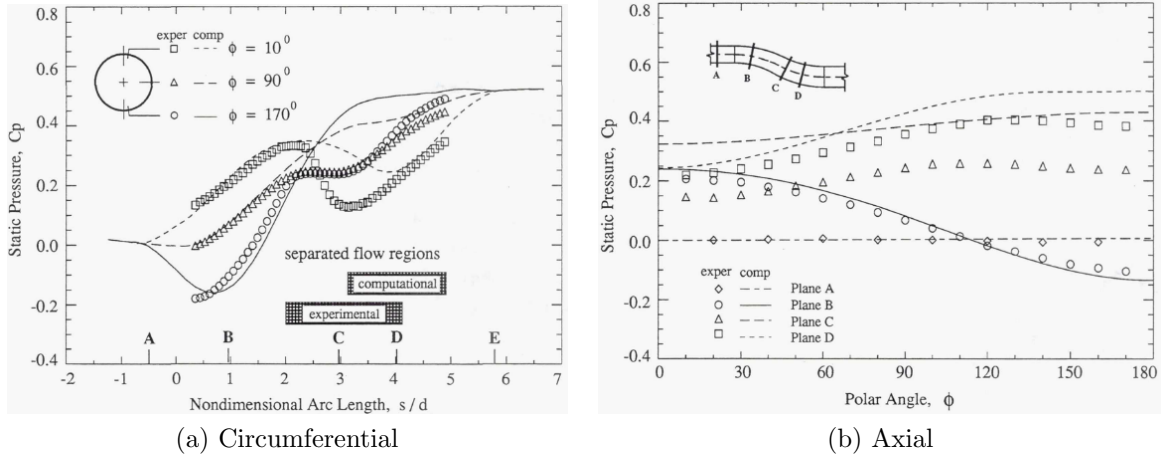 exper comp
ϕ = 10⁰
ϕ = 90⁰
ϕ = 170⁰
0.8
0.6
0.4
0.2
0.0
-0.2
-0.4
Static Pressure, Cp
separated flow regions
computational
experimental
A B C D E
-2 -1 0 1 2 3 4 5 6 7
Nondimensional Arc Length, s/d
(a) Circumferential
0.8
0.6
0.4
0.2
0.0
-0.2
-0.4
Static Pressure, Cp
A B C D
exper comp
Plane A
Plane B
Plane C
Plane D
0 30 60 90 120 150 180
Polar Angle, ϕ
(b) Axial